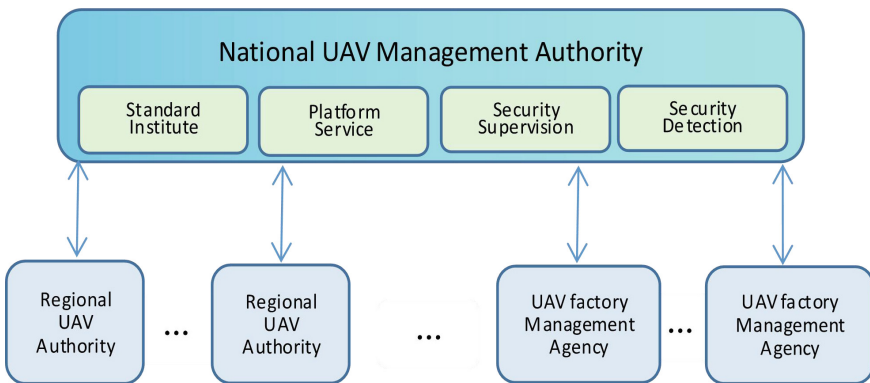 National UAV Management Authority
Standard
Institute
Platform
Service
Security
Supervision
Security
Detection
Regional
UAV
Authority
...
Regional
UAV
Authority
...
UAV factory
Management
Agency
...
UAV factory
Management
Agency